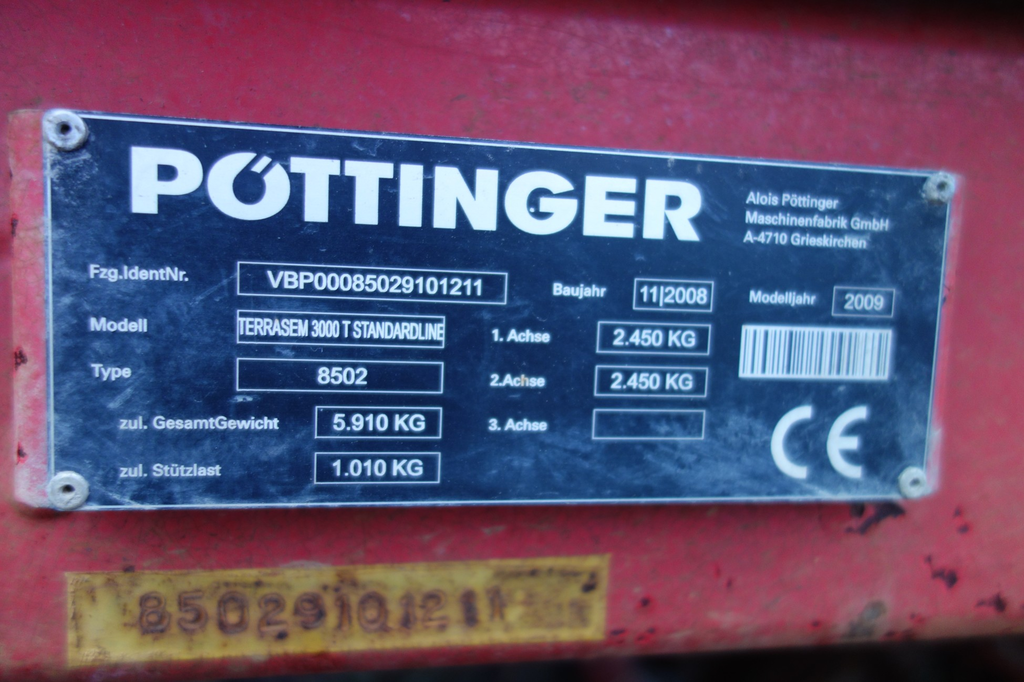 PÖTTINGER
Alois Pöttinger
Maschinenfabrik GmbH
A-4710 Grieskirchen
Fzg.IdentNr. VBP00085029101211 Baujahr 11|2008 Modelljahr 2009
Modell TERRASEM 3000 T STANDARDLINE 1. Achse 2.450 KG
Type 8502 2.Achse 2.450 KG
zul. GesamtGewicht 5.910 KG 3. Achse
zul. Stützlast 1.010 KG
CE
85029101211